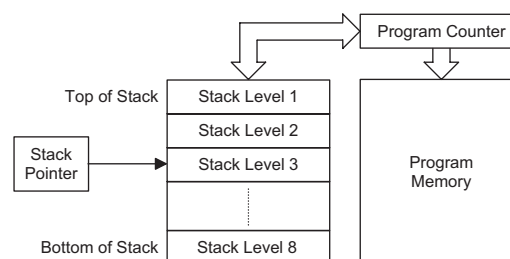 Program Counter
Top of Stack
Stack Level 1
Stack Level 2
Stack
Pointer
Stack Level 3
Program
Memory
Bottom of Stack
Stack Level 8